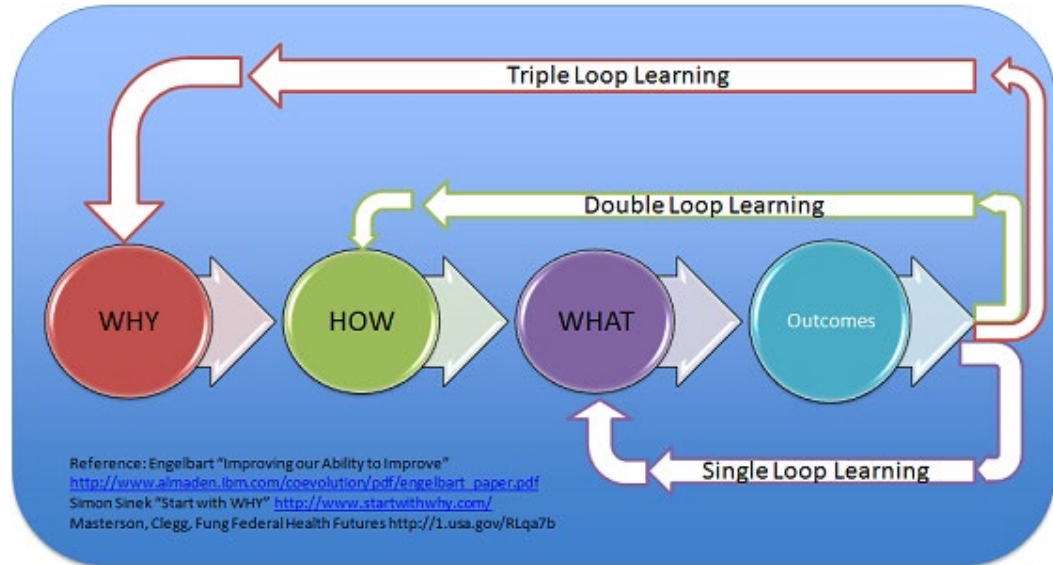 Triple Loop Learning
Double Loop Learning
WHY
HOW
WHAT
Outcomes
Single Loop Learning
Reference: Engelbart “Improving our Ability to Improve”
http://www.almaden.ibm.com/coevolution/pdf/engelbart_paper.pdf
Simon Sinek “Start with WHY” http://www.startwithwhy.com/
Masterson, Clegg, Fung Federal Health Futures http://1.usa.gov/RLqa7b